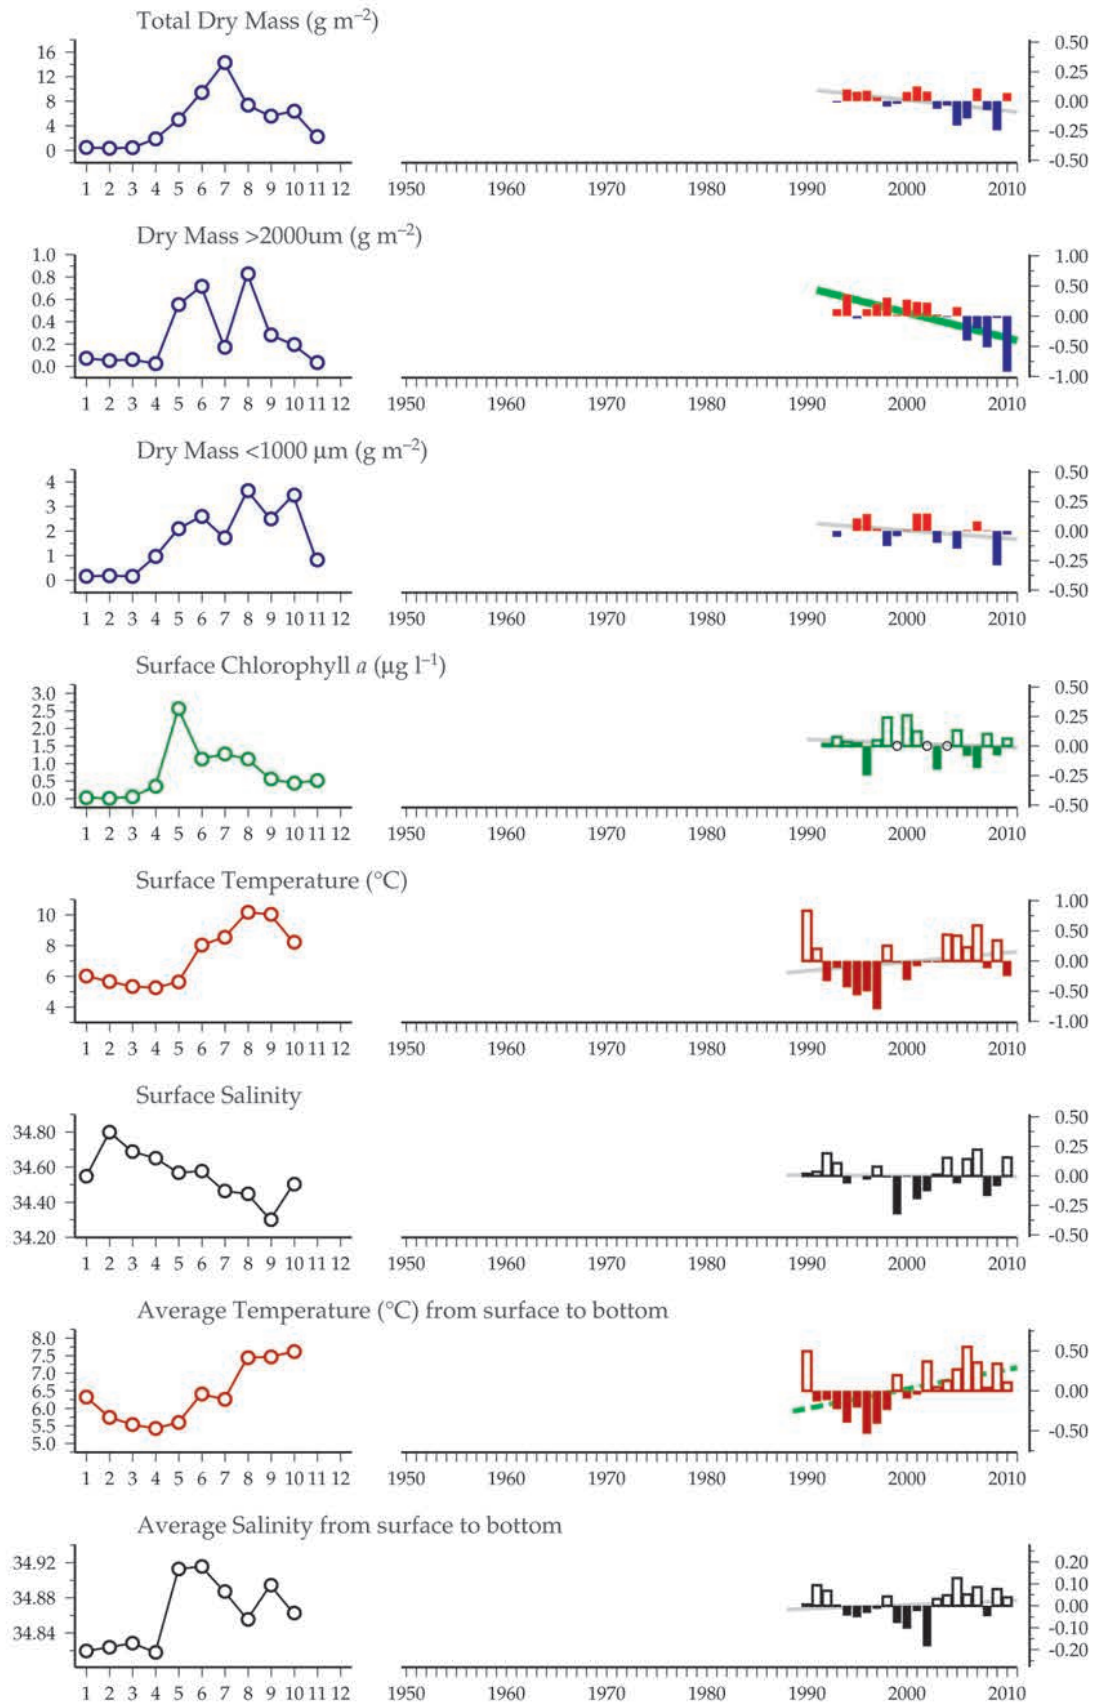 Total Dry Mass (g m⁻²)
16 0.50
12 0.25
8 0.00
4 -0.25
0 -0.50
1 2 3 4 5 6 7 8 9 10 11 12 1950 1960 1970 1980 1990 2000 2010
Dry Mass >2000um (g m⁻²)
1.0 1.00
0.8 0.50
0.6 0.00
0.4 -0.50
0.2 -1.00
0.0
1 2 3 4 5 6 7 8 9 10 11 12 1950 1960 1970 1980 1990 2000 2010
Dry Mass <1000 µm (g m⁻²)
4 0.50
3 0.25
2 0.00
1 -0.25
0 -0.50
1 2 3 4 5 6 7 8 9 10 11 12 1950 1960 1970 1980 1990 2000 2010
Surface Chlorophyll a (µg l⁻¹)
3.0 0.50
2.5 0.25
2.0 0.00
1.5 -0.25
1.0 -0.50
0.5
0.0
1 2 3 4 5 6 7 8 9 10 11 12 1950 1960 1970 1980 1990 2000 2010
Surface Temperature (°C)
10 1.00
8 0.50
6 0.00
4 -0.50
-1.00
1 2 3 4 5 6 7 8 9 10 11 12 1950 1960 1970 1980 1990 2000 2010
Surface Salinity
34.80 0.50
34.60 0.25
34.40 0.00
34.20 -0.25
-0.50
1 2 3 4 5 6 7 8 9 10 11 12 1950 1960 1970 1980 1990 2000 2010
Average Temperature (°C) from surface to bottom
8.0 0.50
7.5 0.00
7.0 -0.50
6.5
6.0
5.5
5.0
1 2 3 4 5 6 7 8 9 10 11 12 1950 1960 1970 1980 1990 2000 2010
Average Salinity from surface to bottom
34.92 0.20
34.88 0.10
34.84 0.00
-0.10
-0.20
1 2 3 4 5 6 7 8 9 10 11 12 1950 1960 1970 1980 1990 2000 2010